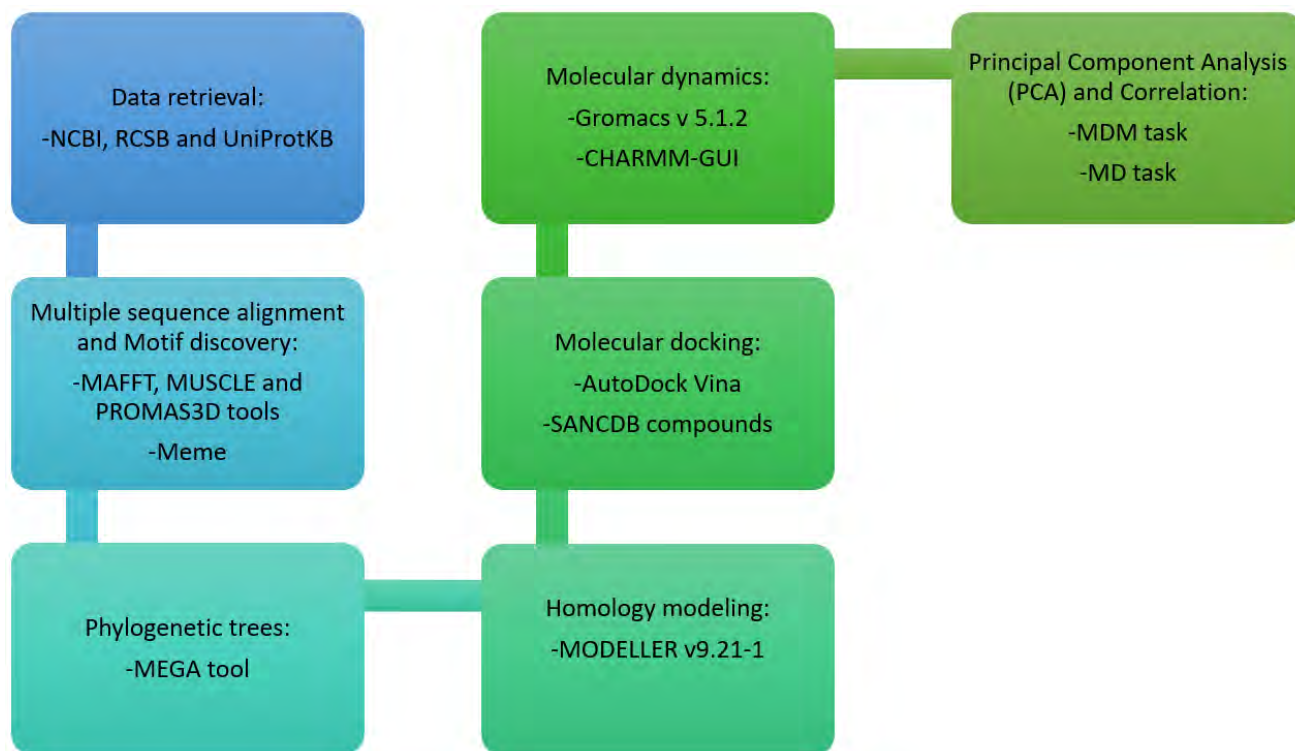 Data retrieval:
-NCBI, RCSB and UniProtKB
Multiple sequence alignment
and Motif discovery:
-MAFFT, MUSCLE and
PROMAS3D tools
-Meme
Phylogenetic trees:
-MEGA tool
Homology modeling:
-MODELLER v9.21-1
Molecular docking:
-AutoDock Vina
-SANCDB compounds
Molecular dynamics:
-Gromacs v 5.1.2
-CHARMM-GUI
Principal Component Analysis
(PCA) and Correlation:
-MDM task
-MD task